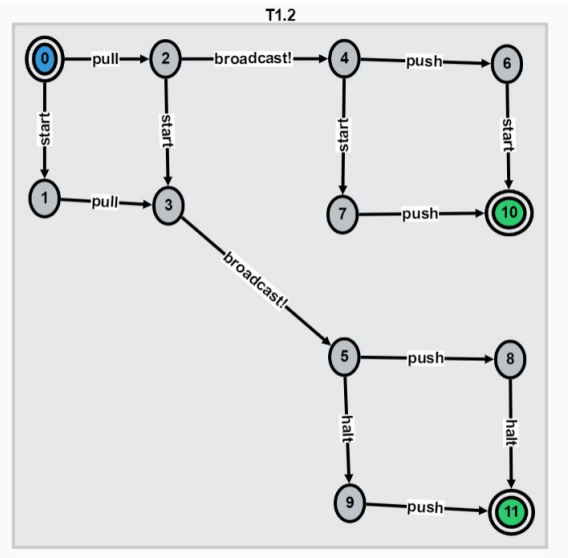 T1.2
0 pull 2 broadcast! 4 push 6
start start start start
1 pull 3 7 push 10
broadcast!
5 push 8
halt halt
9 push 11